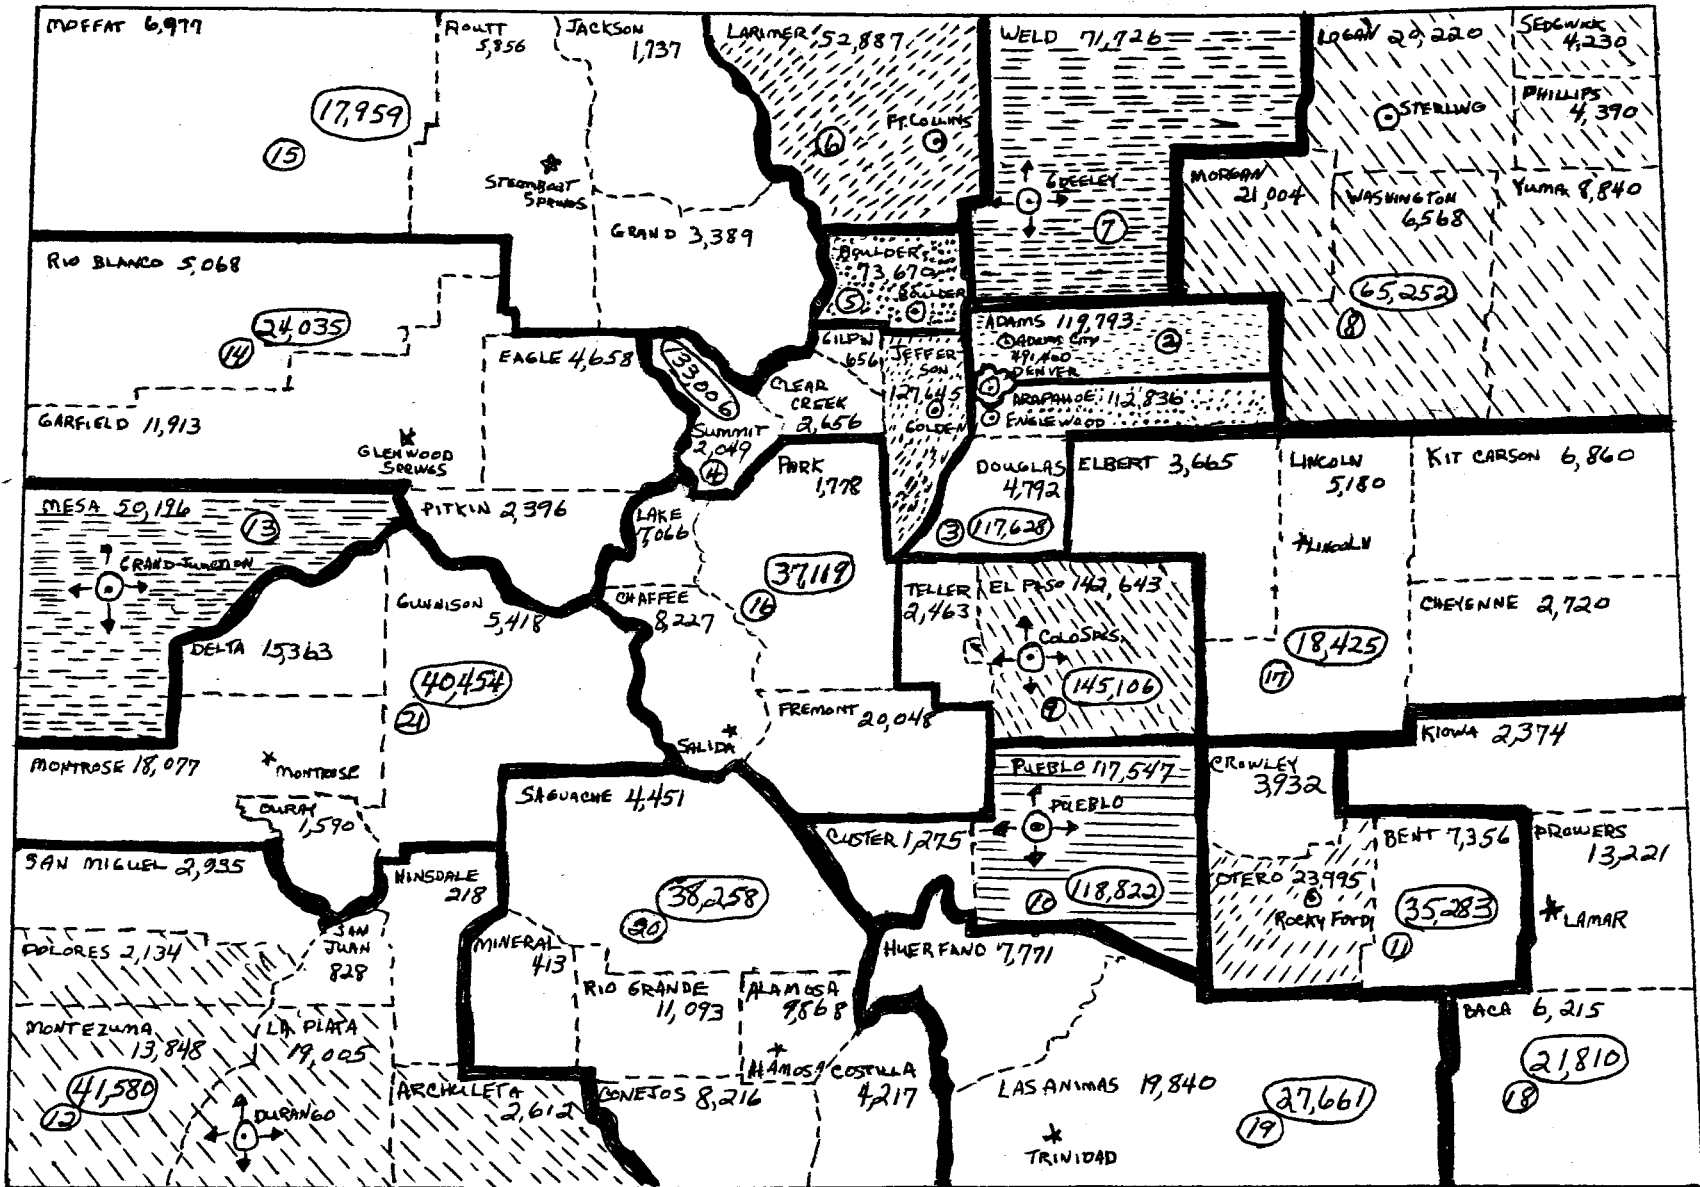 MOFFAT 6,977
ROUTT
5,856
JACKSON
1,737
LARIMER 52,887
WELD 71,726
LOGAN 20,220
SEDGWICK
4,230
PHILLIPS
4,390
17,959
15
STEAMBOAT
SPRINGS
6
FT. COLLINS
STERLING
GREELEY
7
MORGAN
21,004
WASHINGTON
6,568
YUMA 8,840
GRAND 3,389
RIO BLANCO 5,068
BOULDER
73,670
5
BOULDER
65,252
8
24,035
14
EAGLE 4,658
13,006
GILPIN
656
JEFFER
SON
127,645
GOLDEN
ADAMS 119,793
ADAMS CITY
491,400
DENVER
2
ARAPAHOE 112,836
ENGLEWOOD
CLEAR
CREEK
2,656
GARFIELD 11,913
GLENWOOD
SPRINGS
SUMMIT
2,049
4
PARK
1,778
DOUGLAS
4,792
3
117,628
ELBERT 3,665
LINCOLN
5,180
KIT CARSON 6,860
MESA 50,196
13
GRAND JUNCTION
PITKIN 2,396
LAKE
7,066
LINCOLN
37,119
16
TELLER
2,463
EL PASO 142,643
CHEYENNE 2,720
GUNNISON
5,418
CHAFFEE
8,227
DELTA 15,363
COLO SPGS.
145,106
9
18,425
17
40,454
21
FREMONT 20,048
SALIDA
KIOWA 2,374
MONTROSE 18,077
MONTROSE
SAGUACHE 4,451
PUEBLO 117,547
PUEBLO
CROWLEY
3,932
OURAY
1,590
CUSTER 1,275
BENT 7,356
PROWERS
13,221
SAN MIGUEL 2,935
HINSDALE
218
38,258
20
118,822
10
OTERO 23,995
ROCKY FORD
35,283
11
LAMAR
DOLORES 2,134
SAN
JUAN
828
MINERAL
413
HUERFANO 7,771
RIO GRANDE
11,093
ALAMOSA
9,868
BACA 6,215
MONTEZUMA
13,848
LA PLATA
19,005
21,810
18
41,580
12
ARCHULETA
2,612
CONEJOS 8,216
ALAMOSA
COSTILLA
4,217
LAS ANIMAS 19,840
27,661
19
DURANGO
TRINIDAD